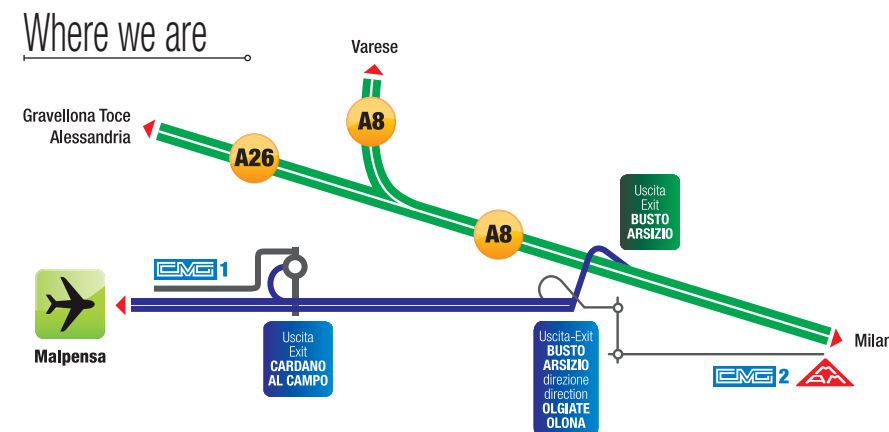 Where we are
Varese
Gravellona Toce
Alessandria
A8
A26
Uscita
Exit
BUSTO
ARSIZIO
A8
CMG 1
Malpensa
Uscita
Exit
CARDANO
AL CAMPO
Uscita-Exit
BUSTO
ARSIZIO
direzione
direction
OLGIATE
OLONA
Milan
CMG 2
MAM